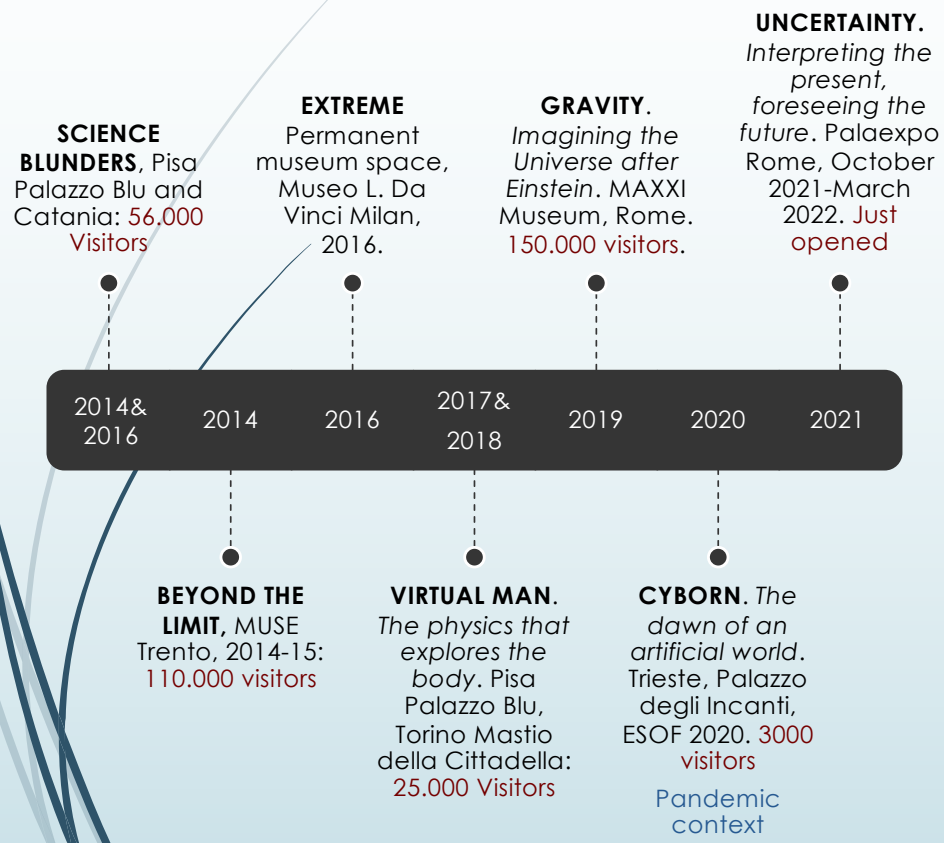 SCIENCE
BLUNDERS, Pisa
Palazzo Blu and
Catania: 56.000
Visitors
EXTREME
Permanent
museum space,
Museo L. Da
Vinci Milan,
2016.
GRAVITY.
Imagining the
Universe after
Einstein. MAXXI
Museum, Rome.
150.000 visitors.
UNCERTAINTY.
Interpreting the
present,
foreseeing the
future. Palaexpo
Rome, October
2021-March
2022. Just
opened
2014&
2016
2014
2016
2017&
2018
2019
2020
2021
BEYOND THE
LIMIT, MUSE
Trento, 2014-15:
110.000 visitors
VIRTUAL MAN.
The physics that
explores the
body. Pisa
Palazzo Blu,
Torino Mastio
della Cittadella:
25.000 Visitors
CYBORN. The
dawn of an
artificial world.
Trieste, Palazzo
degli Incanti,
ESOF 2020. 3000
visitors
Pandemic
context